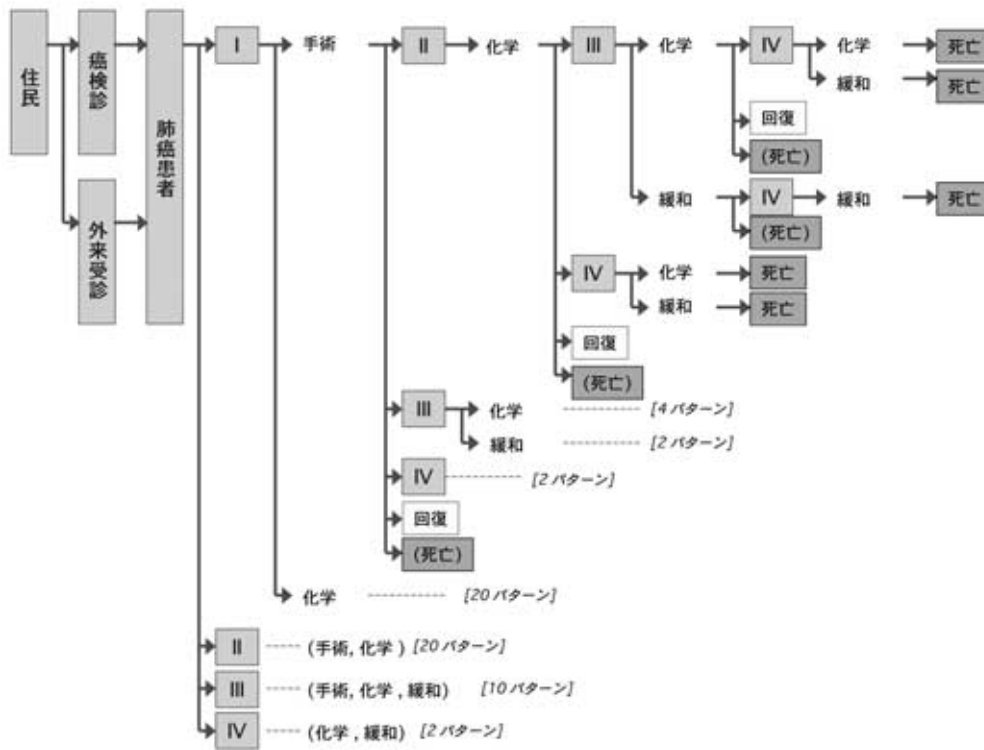 住民
癌検診
外来受診
肺癌患者
I 手術 II 化学 III 化学 IV 化学 死亡
緩和 死亡
回復
(死亡)
緩和 IV 緩和 死亡
(死亡)
IV 化学 死亡
緩和 死亡
回復
(死亡)
III 化学 [4パターン]
緩和 [2パターン]
IV [2パターン]
回復
(死亡)
化学 [20パターン]
II (手術, 化学) [20パターン]
III (手術, 化学, 緩和) [10パターン]
IV (化学, 緩和) [2パターン]